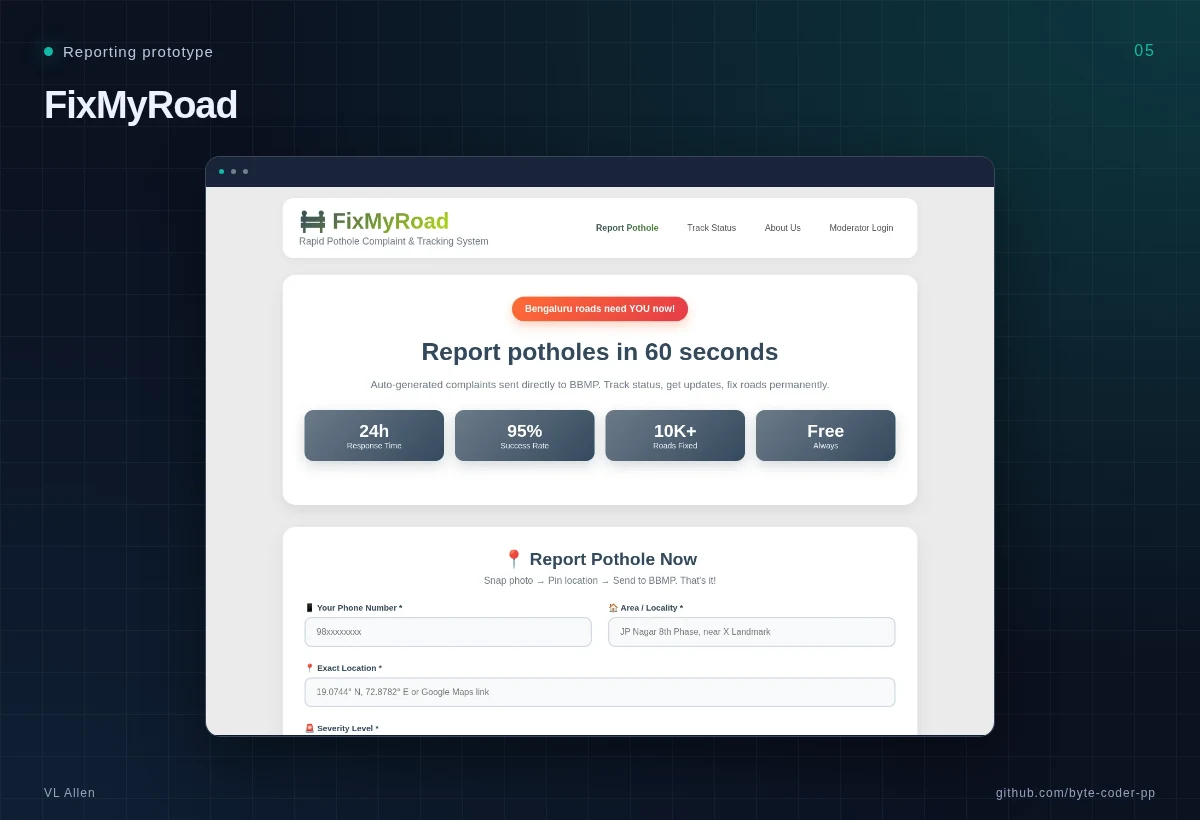 Reporting prototype
05
FixMyRoad
FixMyRoad
Rapid Pothole Complaint & Tracking System
Report Pothole
Track Status
About Us
Moderator Login
Bengaluru roads need YOU now!
Report potholes in 60 seconds
Auto-generated complaints sent directly to BBMP. Track status, get updates, fix roads permanently.
24h
Response Time
95%
Success Rate
10K+
Roads Fixed
Free
Always
📍 Report Pothole Now
Snap photo → Pin location → Send to BBMP. That's it!
📱 Your Phone Number *
98xxxxxxxx
🏠 Area / Locality *
JP Nagar 8th Phase, near X Landmark
📍 Exact Location *
19.0744° N, 72.8782° E or Google Maps link
🚨 Severity Level *
VL Allen
github.com/byte-coder-pp